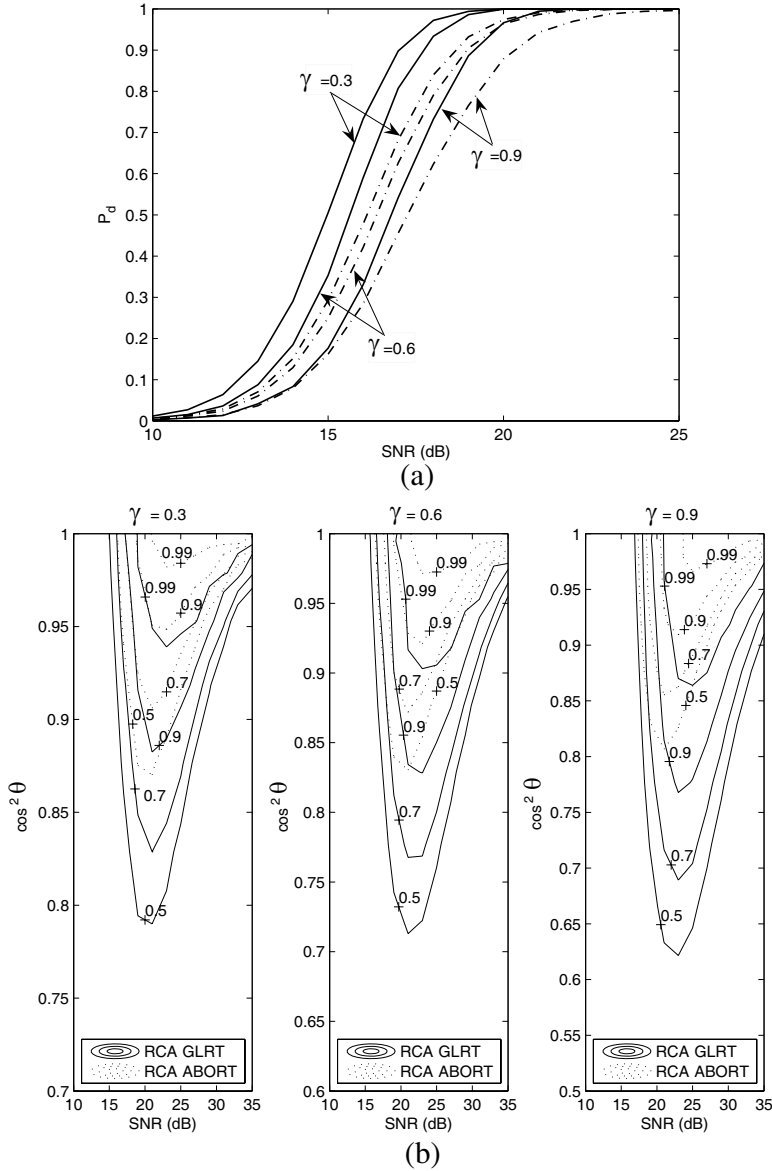 (a)
1
0.9
0.8
0.7
0.6
0.5
0.4
0.3
0.2
0.1
0
P_d
γ =0.3
γ =0.9
γ =0.6
10 15 20 25
SNR (dB)
(a)
γ = 0.3
1
0.95
0.9
0.85
0.8
0.75
0.7
cos² θ
0.99
0.99
0.9
0.7
0.5
0.9
0.7
0.5
RCA GLRT
RCA ABORT
10 15 20 25 30 35
SNR (dB)
γ = 0.6
1
0.95
0.9
0.85
0.8
0.75
0.7
0.65
0.6
cos² θ
0.99
0.99
0.9
0.7
0.5
0.9
0.7
0.5
RCA GLRT
RCA ABORT
10 15 20 25 30 35
SNR (dB)
γ = 0.9
1
0.95
0.9
0.85
0.8
0.75
0.7
0.65
0.6
0.55
0.5
cos² θ
0.99
0.99
0.9
0.7
0.5
0.9
0.7
0.5
RCA GLRT
RCA ABORT
10 15 20 25 30 35
SNR (dB)
(b)